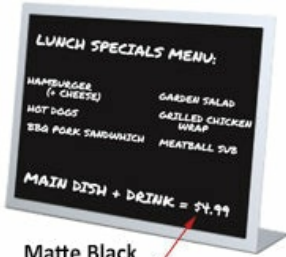 LUNCH SPECIALS MENU:
HAMBURGER
(+ CHEESE)
HOT DOGS
BBQ PORK SANDWHICH
GARDEN SALAD
GRILLED CHICKEN
WRAP
MEATBALL SUB
MAIN DISH + DRINK = $4.99
Matte Black